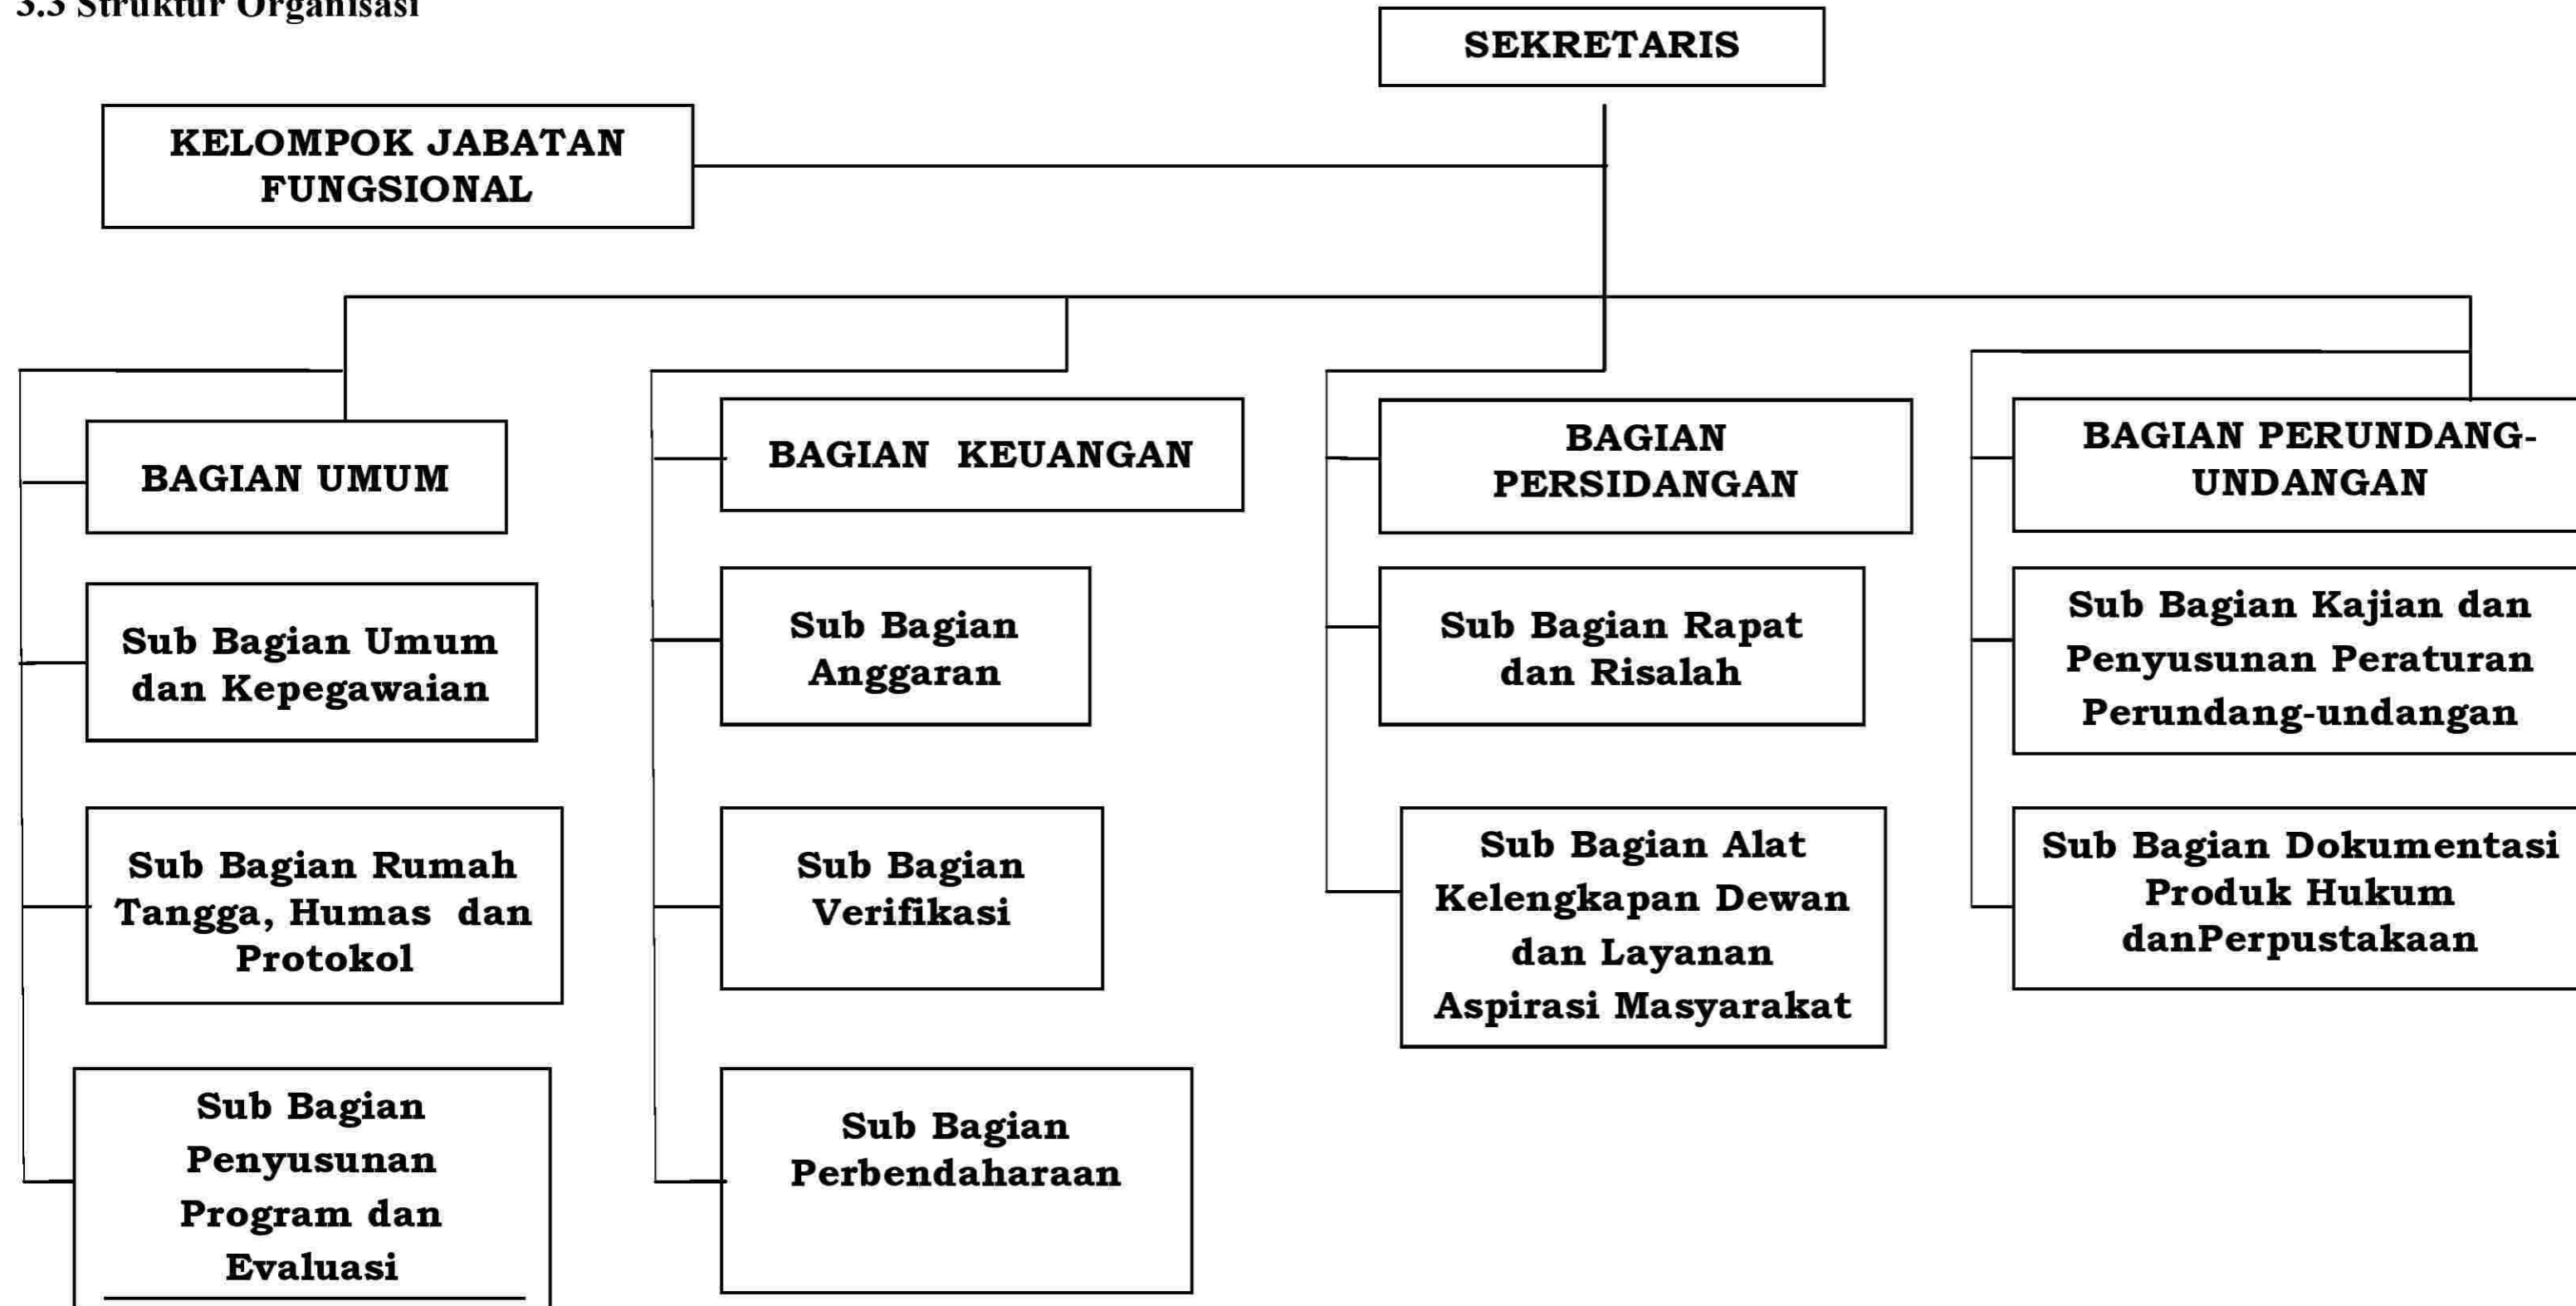 3.3 Struktur Organisasi
SEKRETARIS
KELOMPOK JABATAN
FUNGSIONAL
BAGIAN UMUM
Sub Bagian Umum
dan Kepegawaian
Sub Bagian Rumah
Tangga, Humas dan
Protokol
Sub Bagian
Penyusunan
Program dan
Evaluasi
BAGIAN KEUANGAN
Sub Bagian
Anggaran
Sub Bagian
Verifikasi
Sub Bagian
Perbendaharaan
BAGIAN
PERSIDANGAN
Sub Bagian Rapat
dan Risalah
Sub Bagian Alat
Kelengkapan Dewan
dan Layanan
Aspirasi Masyarakat
BAGIAN PERUNDANG-
UNDANGAN
Sub Bagian Kajian dan
Penyusunan Peraturan
Perundang-undangan
Sub Bagian Dokumentasi
Produk Hukum
danPerpustakaan